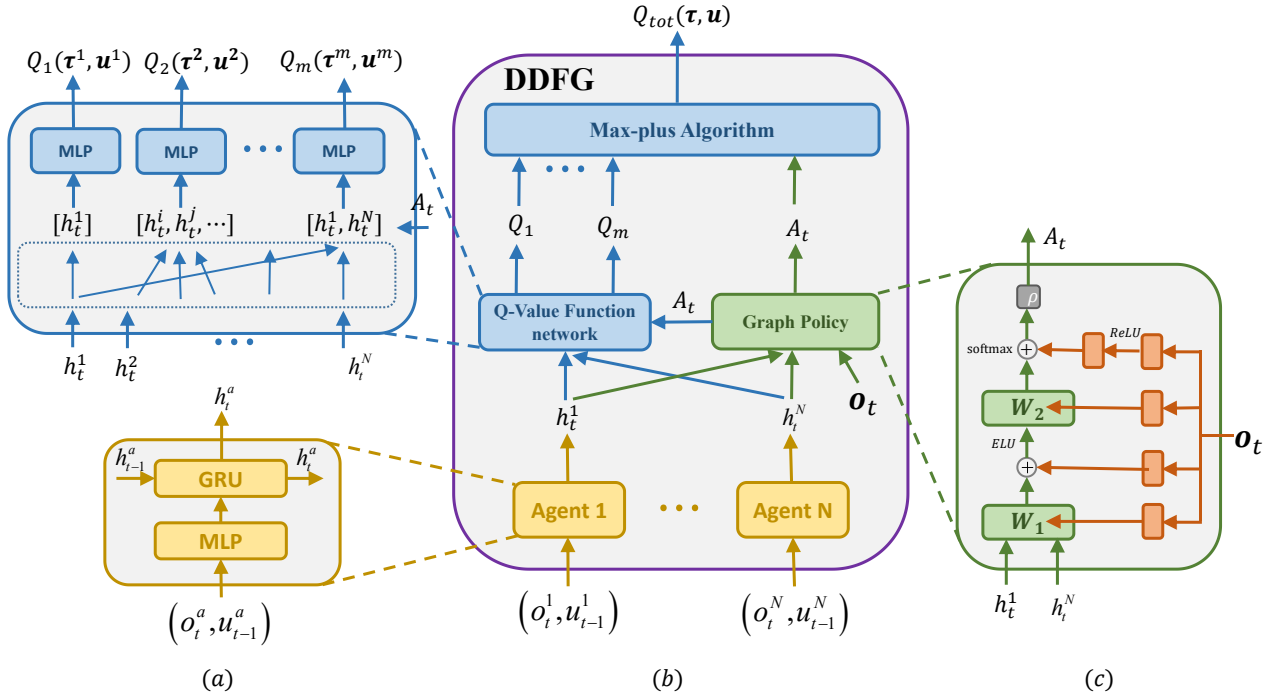 Q_{tot}(τ, u)
Q_1(τ^1, u^1) Q_2(τ^2, u^2) Q_m(τ^m, u^m)
MLP MLP ••• MLP
[h_t^1] [h_t^i, h_t^j, ⋯] [h_t^1, h_t^N] A_t
h_t^1 h_t^2 ••• h_t^N
h_t^a
h_{t-1}^a GRU h_t^a
MLP
(o_t^a, u_{t-1}^a)
(a)
DDFG
Max-plus Algorithm
•••
Q_1 Q_m A_t
Q-Value Function
network
A_t
Graph Policy
h_t^1 h_t^N o_t
Agent 1 ••• Agent N
(o_t^1, u_{t-1}^1) (o_t^N, u_{t-1}^N)
(b)
A_t
ρ
softmax + ReLU
W_2
ELU
+
o_t
W_1
h_t^1 h_t^N
(c)